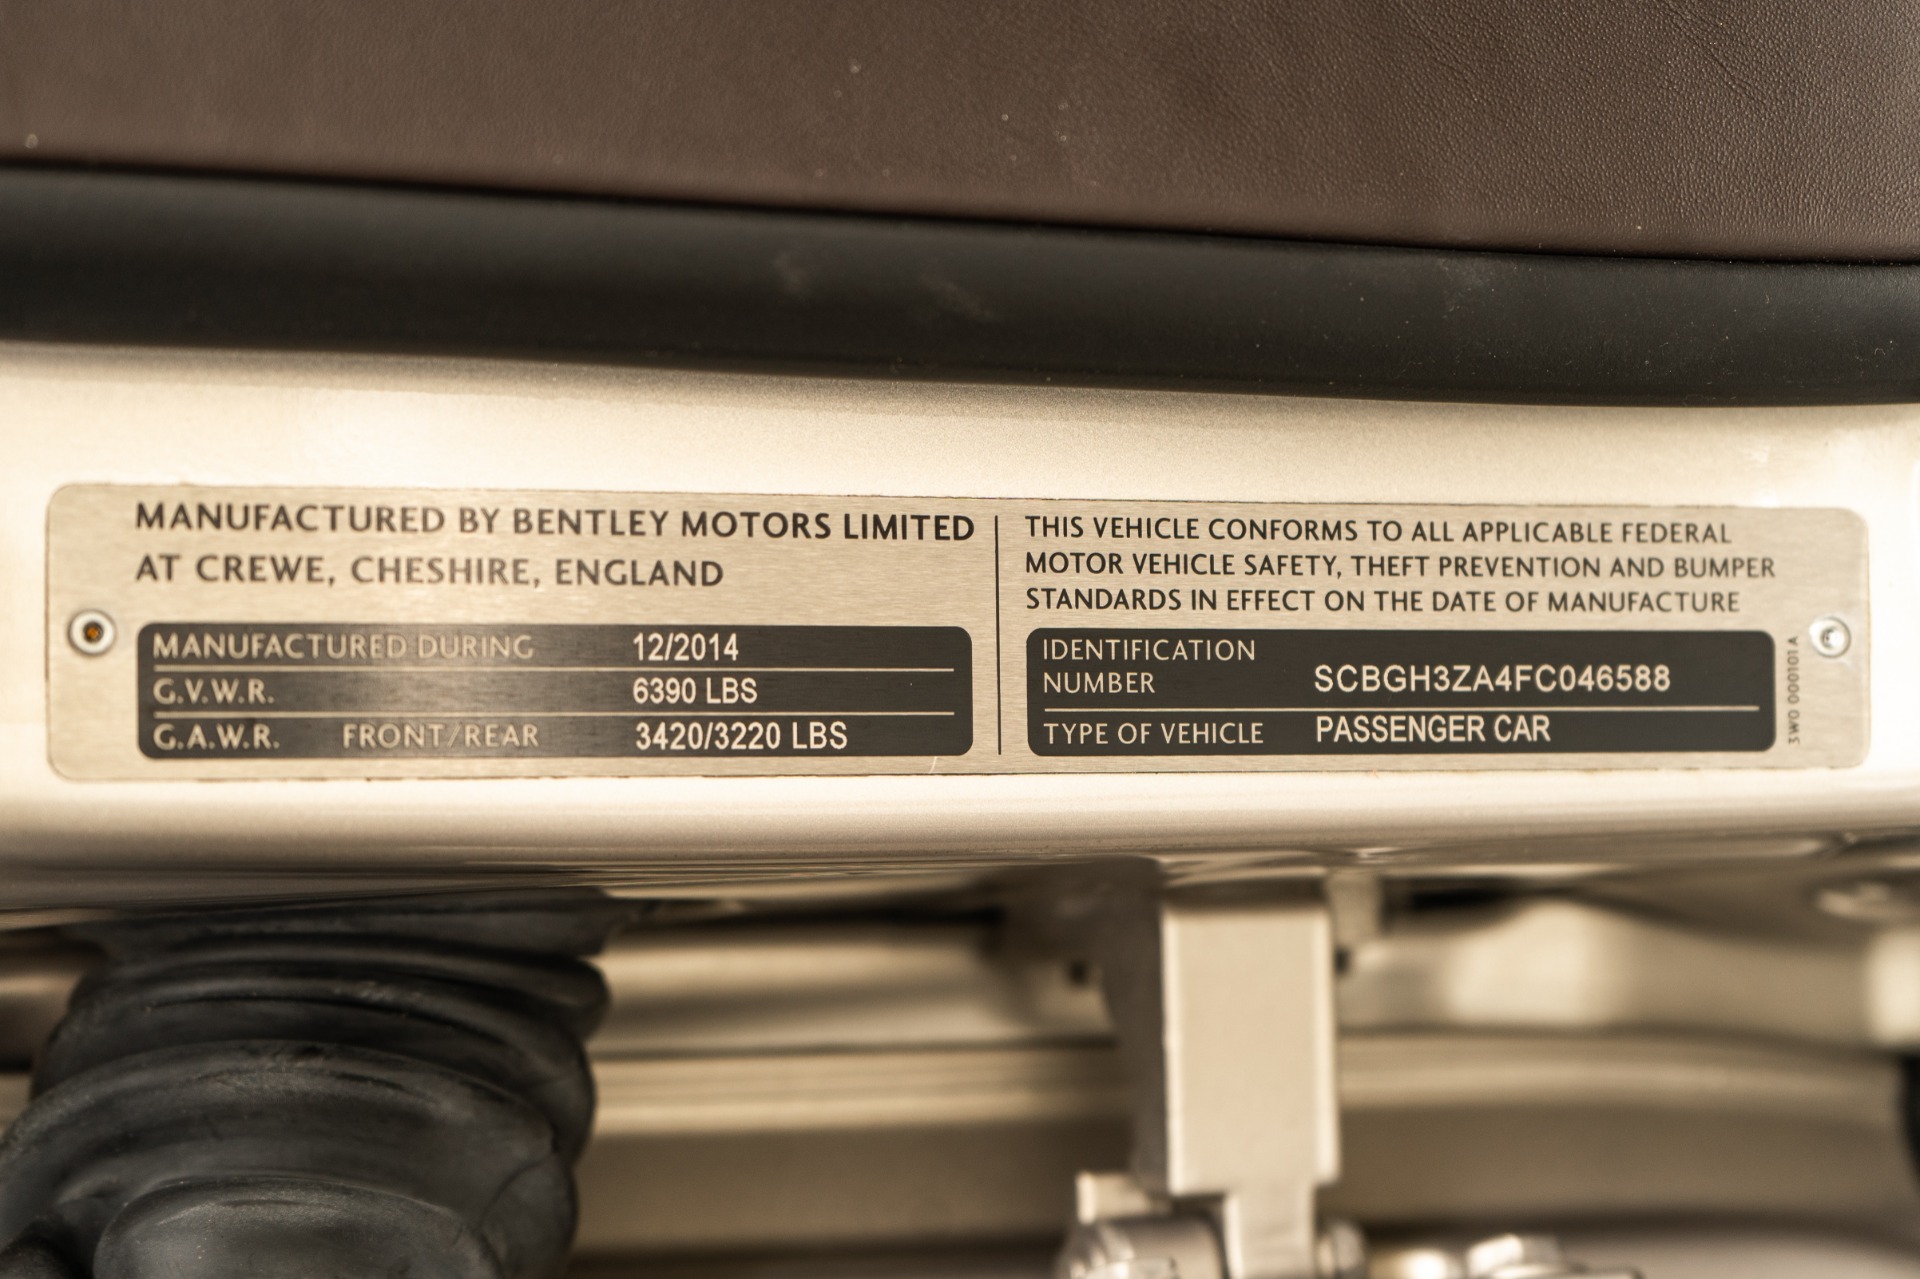 MANUFACTURED BY BENTLEY MOTORS LIMITED
AT CREWE, CHESHIRE, ENGLAND
MANUFACTURED DURING 12/2014
G.V.W.R. 6390 LBS
G.A.W.R. FRONT/REAR 3420/3220 LBS
THIS VEHICLE CONFORMS TO ALL APPLICABLE FEDERAL
MOTOR VEHICLE SAFETY, THEFT PREVENTION AND BUMPER
STANDARDS IN EFFECT ON THE DATE OF MANUFACTURE
IDENTIFICATION
NUMBER SCBGH3ZA4FC046588
TYPE OF VEHICLE PASSENGER CAR
3W0 000101 A